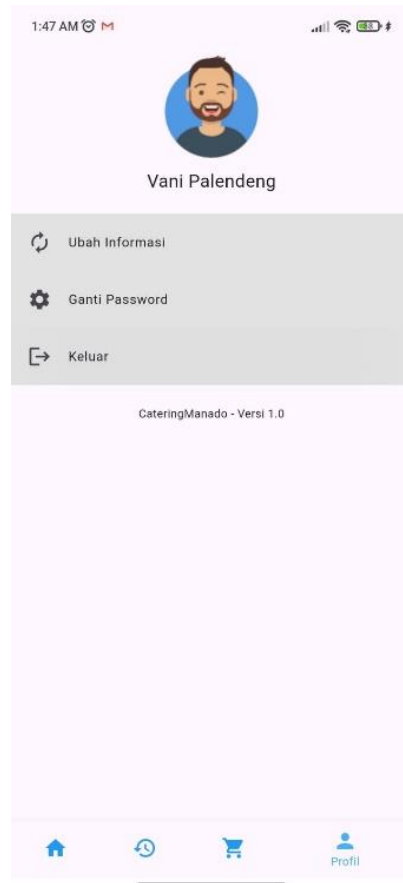 1:47 AM
Vani Palendeng
Ubah Informasi
Ganti Password
Keluar
CateringManado - Versi 1.0
Profil